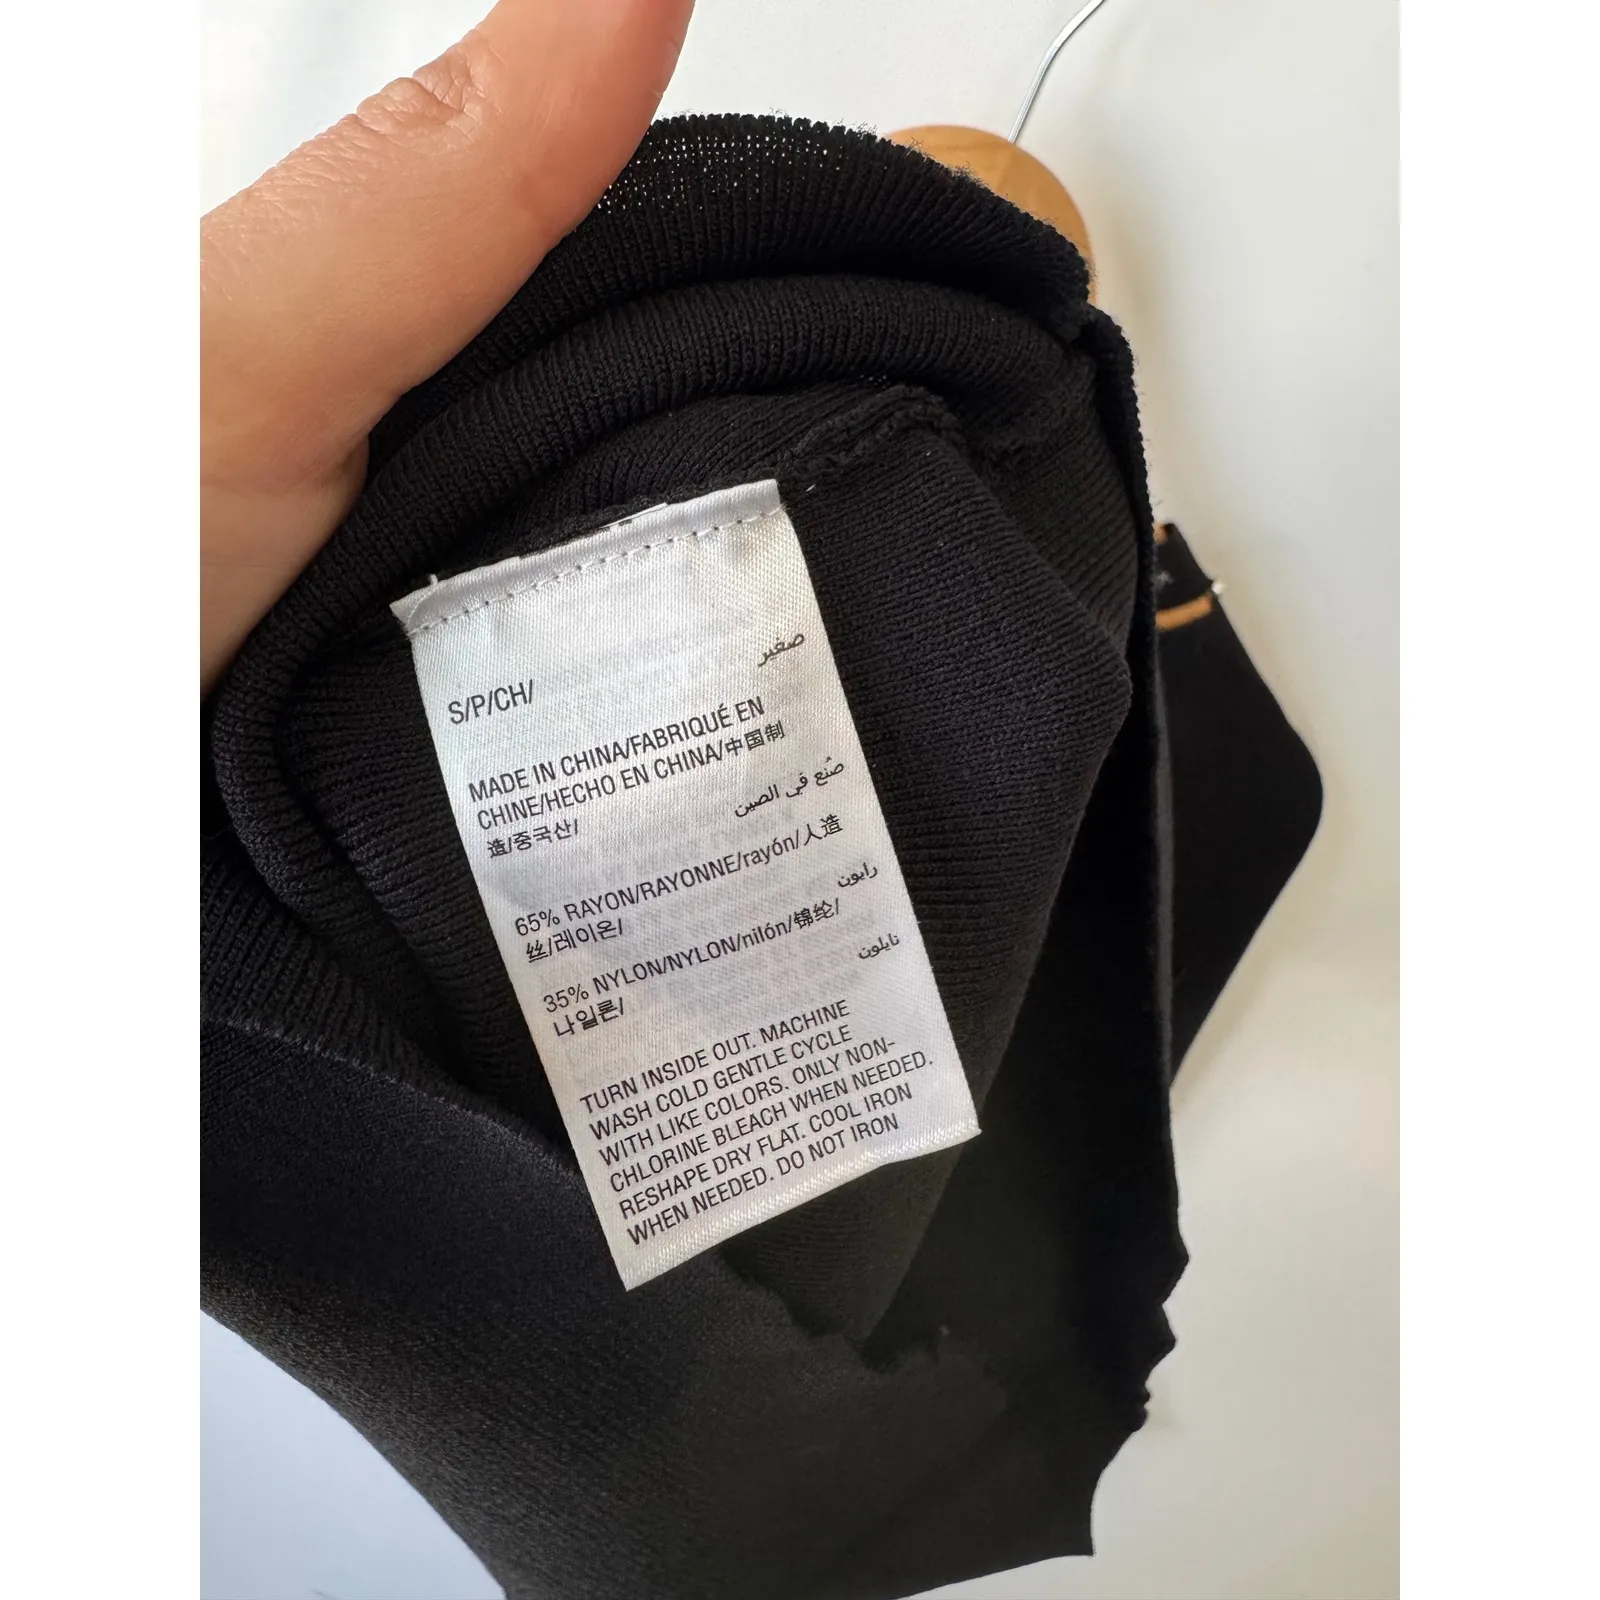 S/P/CH/
صغير
MADE IN CHINA/FABRIQUÉ EN
CHINE/HECHO EN CHINA/中国制
造/중국산/
صُنع في الصين
65% RAYON/RAYONNE/rayón/人造
丝/레이온/
رايون
35% NYLON/NYLON/nilón/锦纶/
나일론/
نايلون
TURN INSIDE OUT. MACHINE
WASH COLD GENTLE CYCLE
WITH LIKE COLORS. ONLY NON-
CHLORINE BLEACH WHEN NEEDED.
RESHAPE DRY FLAT. COOL IRON
WHEN NEEDED. DO NOT IRON